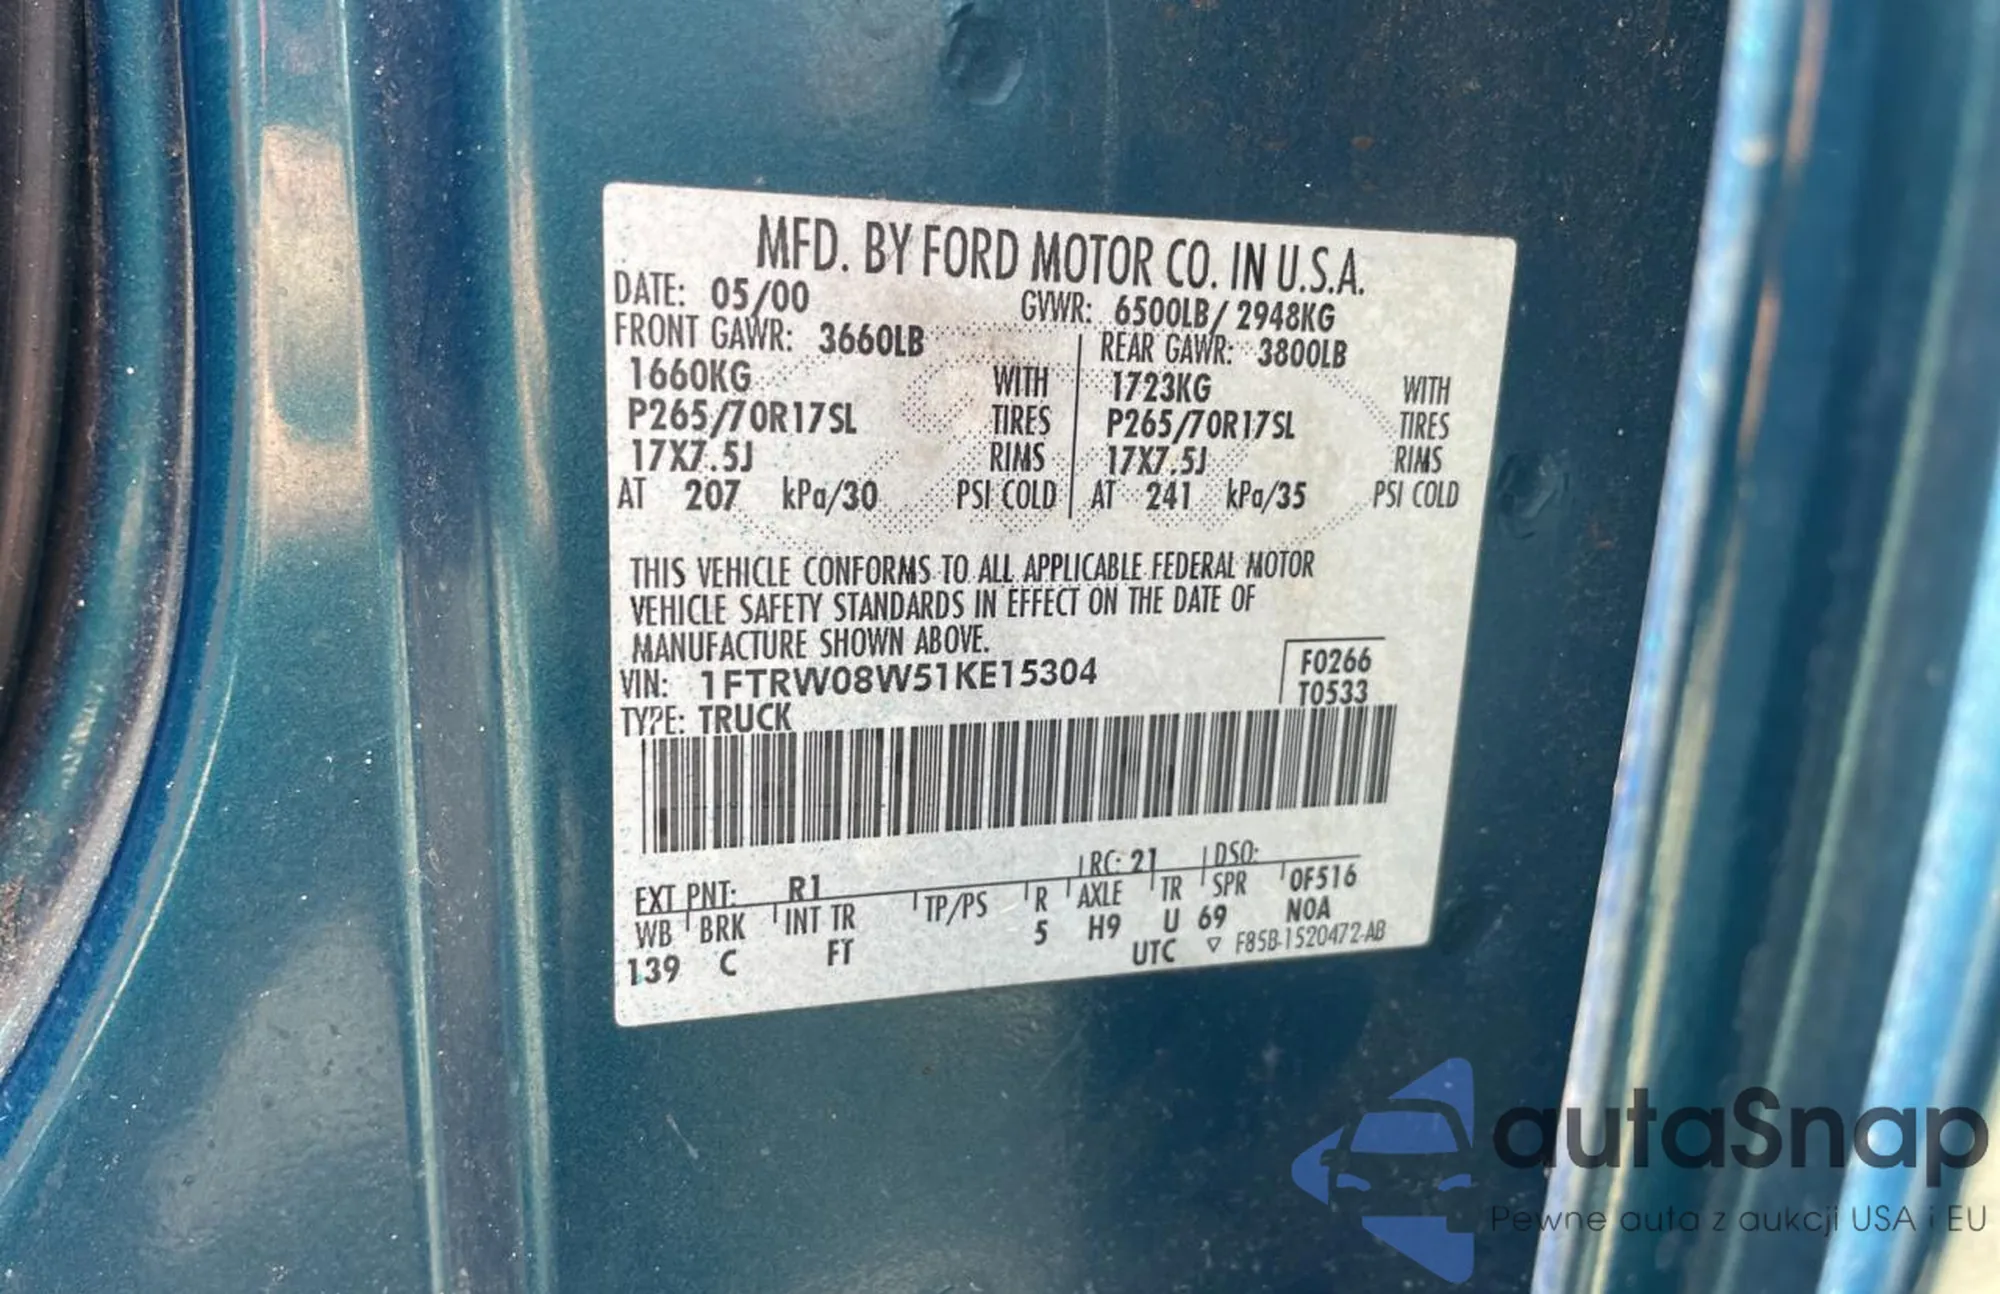 MFD. BY FORD MOTOR CO. IN U.S.A.
DATE: 05/00 GVWR: 6500LB/ 2948KG
FRONT GAWR: 3660LB REAR GAWR: 3800LB
1660KG WITH 1723KG WITH
P265/70R17SL TIRES P265/70R17SL TIRES
17X7.5J RIMS 17X7.5J RIMS
AT 207 kPa/30 PSI COLD AT 241 kPa/35 PSI COLD
THIS VEHICLE CONFORMS TO ALL APPLICABLE FEDERAL MOTOR
VEHICLE SAFETY STANDARDS IN EFFECT ON THE DATE OF
MANUFACTURE SHOWN ABOVE.
VIN: 1FTRW08W51KE15304 F0266
TYPE: TRUCK T0533
EXT PNT: R1 RC: 21 DSO:
WB BRK INT TR TP/PS R AXLE TR SPR 0F516
139 C FT 5 H9 U 69 NOA
UTC ▽ F85B-1520472-AB
autaSnap
Pewne auta z aukcji USA i EU